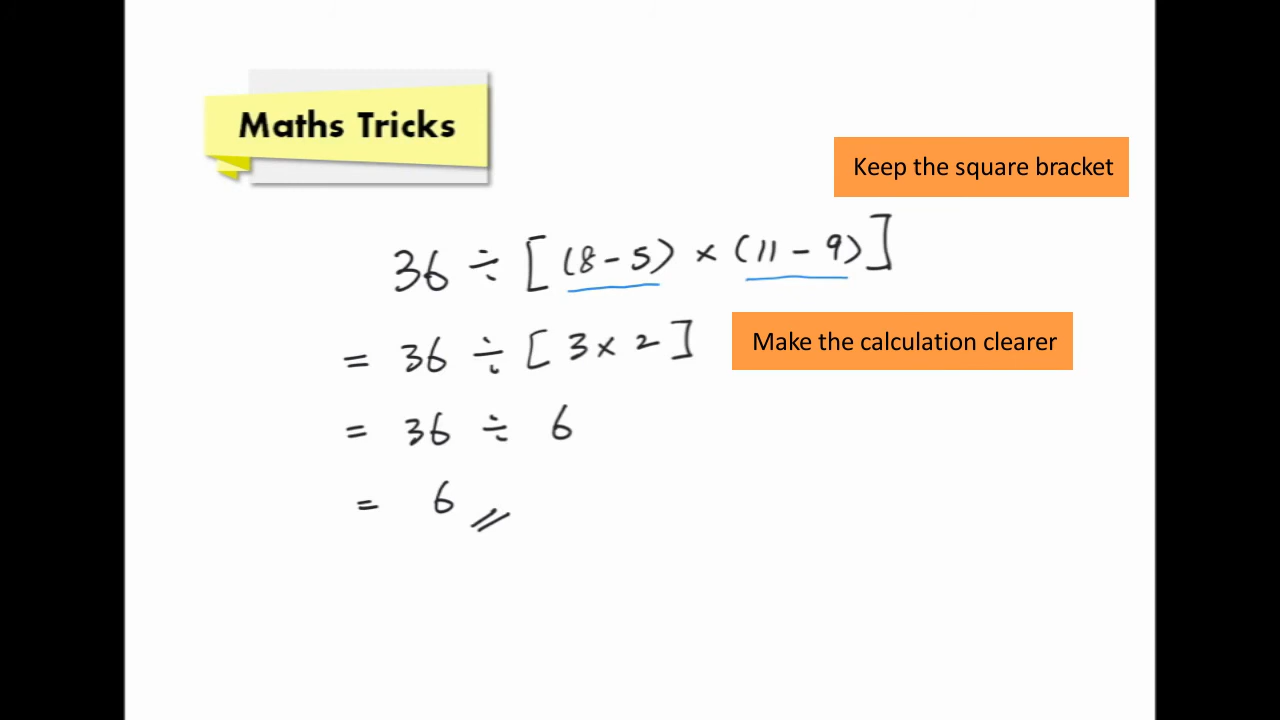 Maths Tricks
Keep the square bracket
36 ÷ [(8 - 5) × (11 - 9)]
= 36 ÷ [3 × 2]
Make the calculation clearer
= 36 ÷ 6
= 6 //